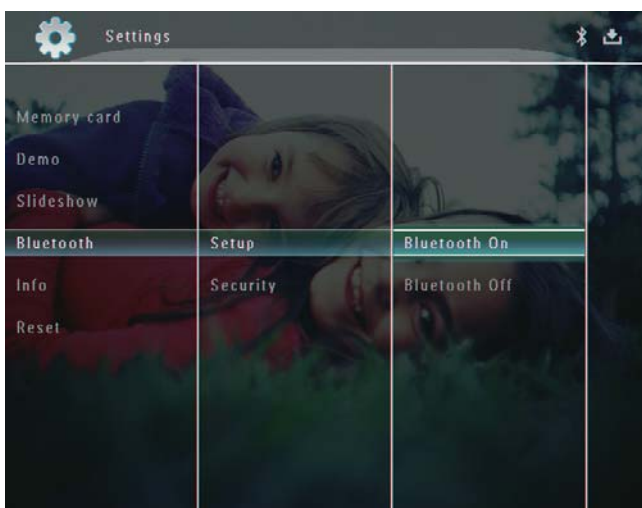 Settings
Memory card
Demo
Slideshow
Bluetooth
Info
Reset
Setup
Security
Bluetooth On
Bluetooth Off